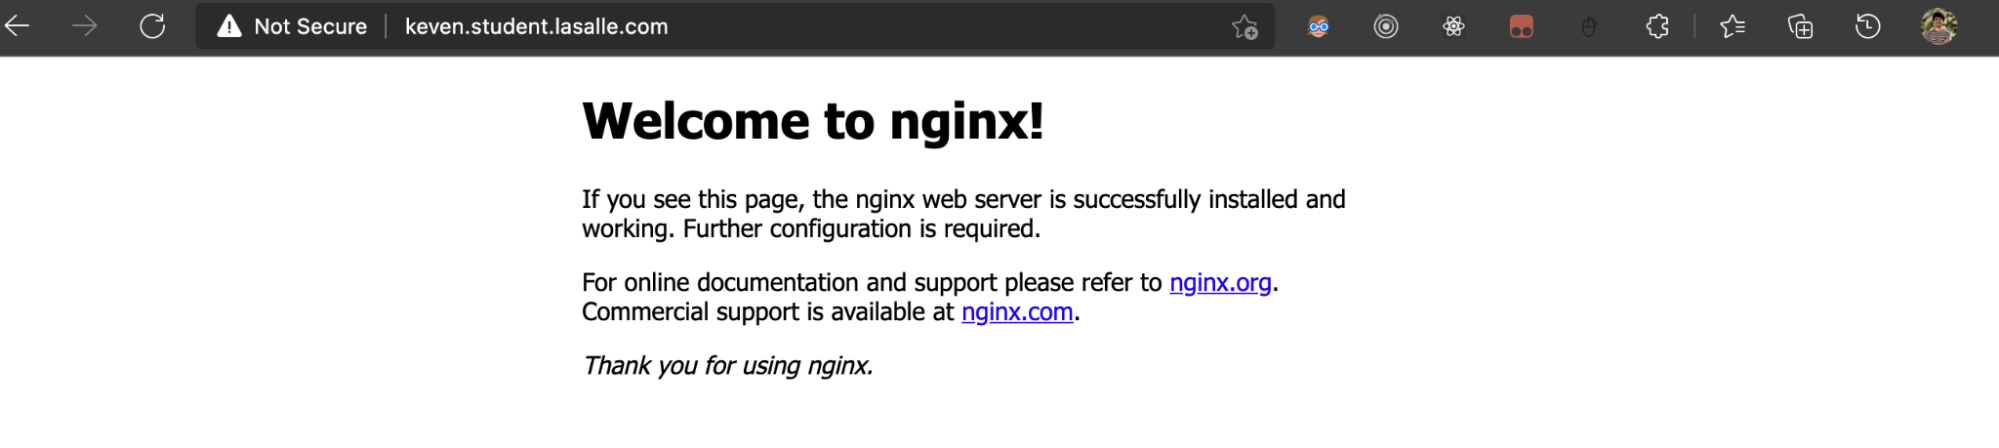 Not Secure | keven.student.lasalle.com
Welcome to nginx!
If you see this page, the nginx web server is successfully installed and
working. Further configuration is required.
For online documentation and support please refer to nginx.org.
Commercial support is available at nginx.com.
Thank you for using nginx.